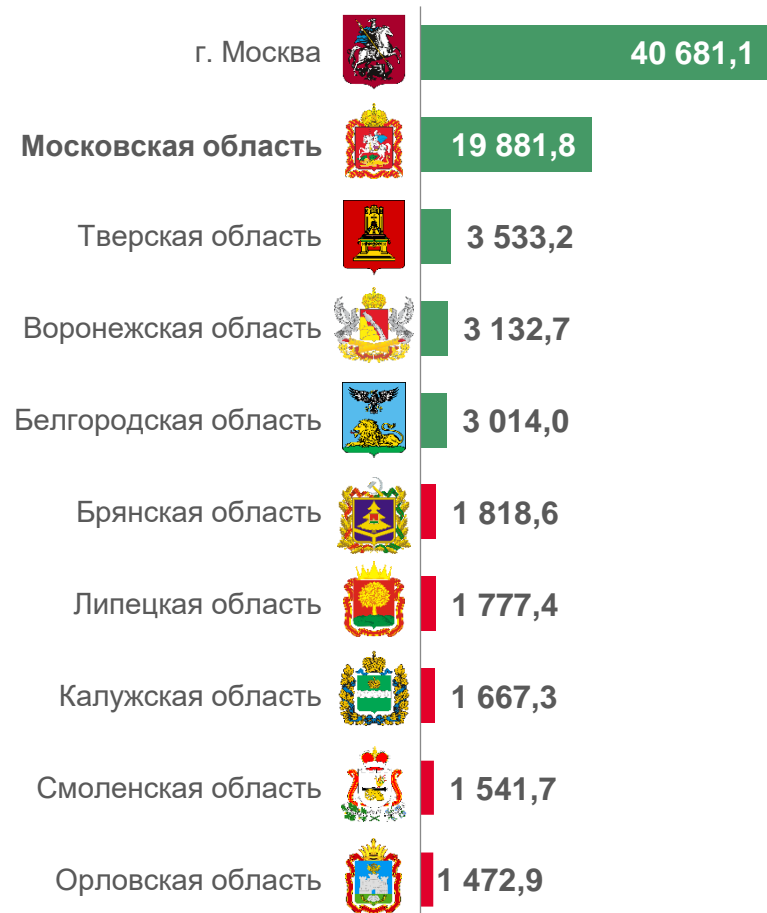 г. Москва 40 681,1
Московская область 19 881,8
Тверская область 3 533,2
Воронежская область 3 132,7
Белгородская область 3 014,0
Брянская область 1 818,6
Липецкая область 1 777,4
Калужская область 1 667,3
Смоленская область 1 541,7
Орловская область 1 472,9